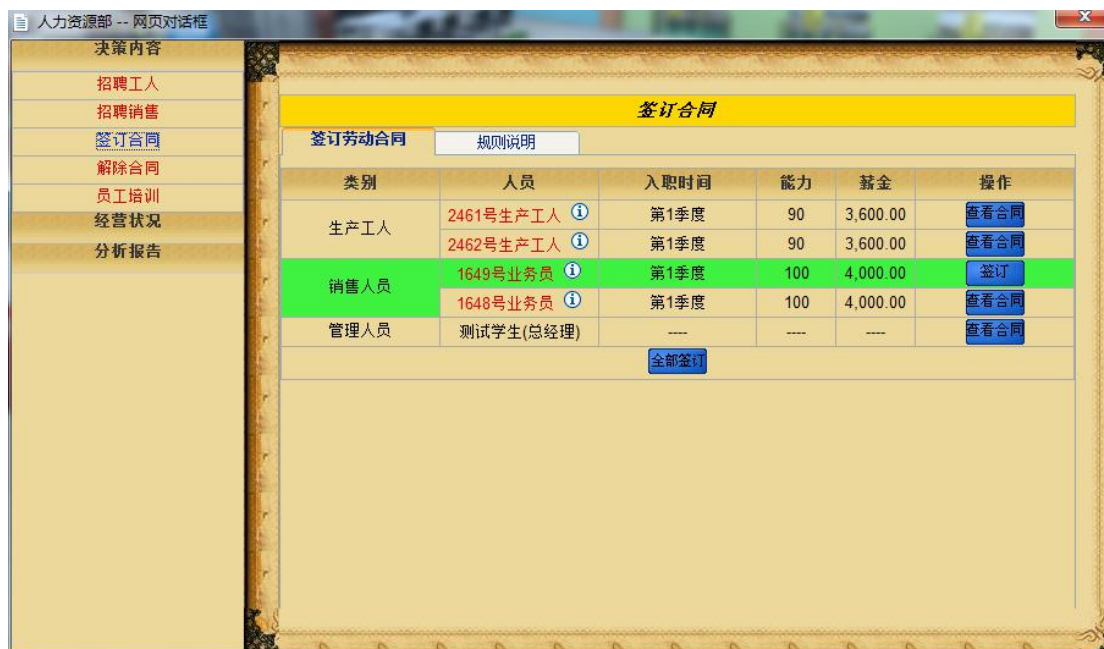 人力资源部 -- 网页对话框
X
决策内容
招聘工人
招聘销售
签订合同
解除合同
员工培训
经营状况
分析报告
签订合同
签订劳动合同 规则说明
类别 人员 入职时间 能力 薪金 操作
生产工人 2461号生产工人 第1季度 90 3,600.00 查看合同
2462号生产工人 第1季度 90 3,600.00 查看合同
销售人员 1649号业务员 第1季度 100 4,000.00 签订
1648号业务员 第1季度 100 4,000.00 查看合同
管理人员 测试学生(总经理) ---- ---- ---- 查看合同
全部签订